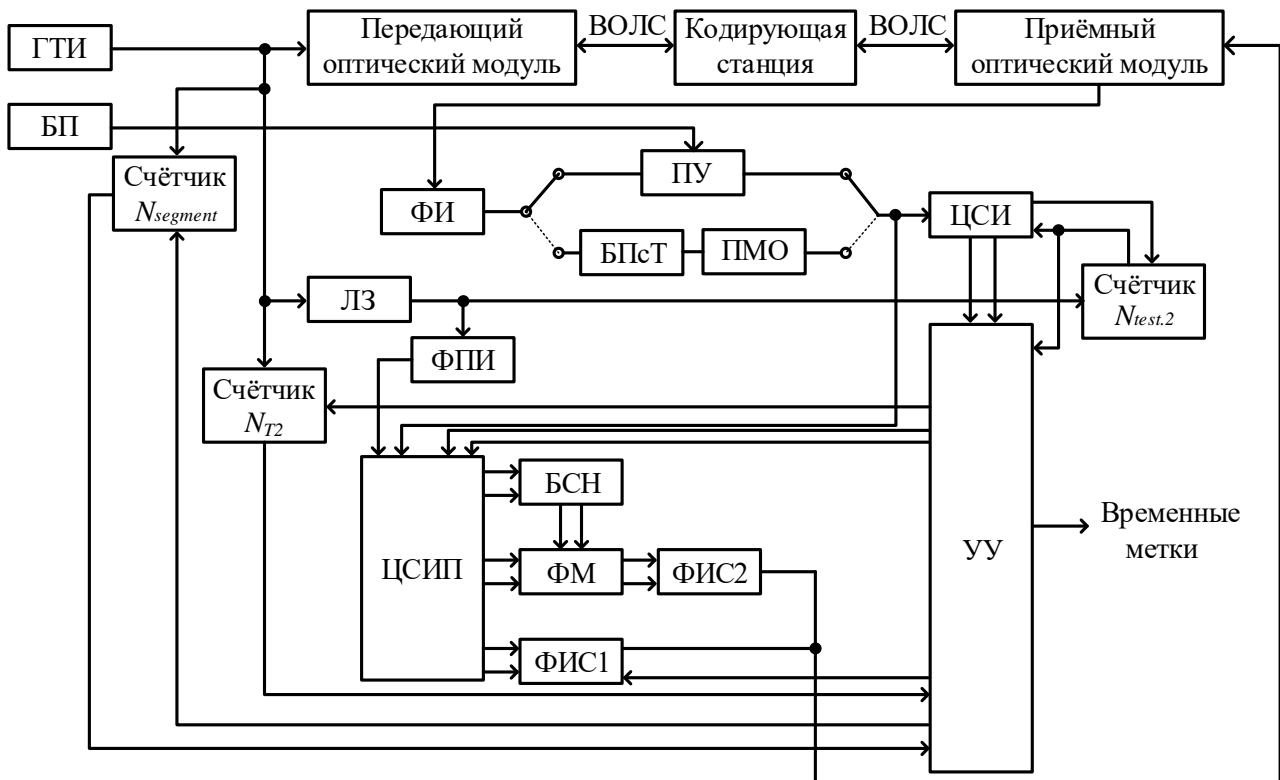 ГТИ
Передающий
оптический модуль
ВОЛС
Кодирующая
станция
ВОЛС
Приёмный
оптический модуль
БП
Счётчик
Nsegment
ФИ
ПУ
БПсТ
ПМО
ЦСИ
Счётчик
Ntest.2
ЛЗ
ФПИ
Счётчик
NT2
ЦСИП
БСН
ФМ
ФИС2
ФИС1
УУ
Временные
метки